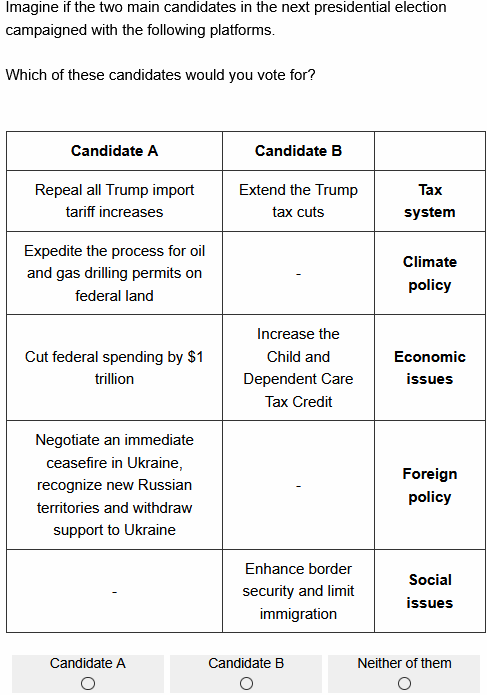 Imagine if the two main candidates in the next presidential election
campaigned with the following platforms.
Which of these candidates would you vote for?
Candidate A
Candidate B
Repeal all Trump import
tariff increases
Extend the Trump
tax cuts
Tax
system
Expedite the process for oil
and gas drilling permits on
federal land
-
Climate
policy
Cut federal spending by $1
trillion
Increase the
Child and
Dependent Care
Tax Credit
Economic
issues
Negotiate an immediate
ceasefire in Ukraine,
recognize new Russian
territories and withdraw
support to Ukraine
-
Foreign
policy
-
Enhance border
security and limit
immigration
Social
issues
Candidate A
Candidate B
Neither of them